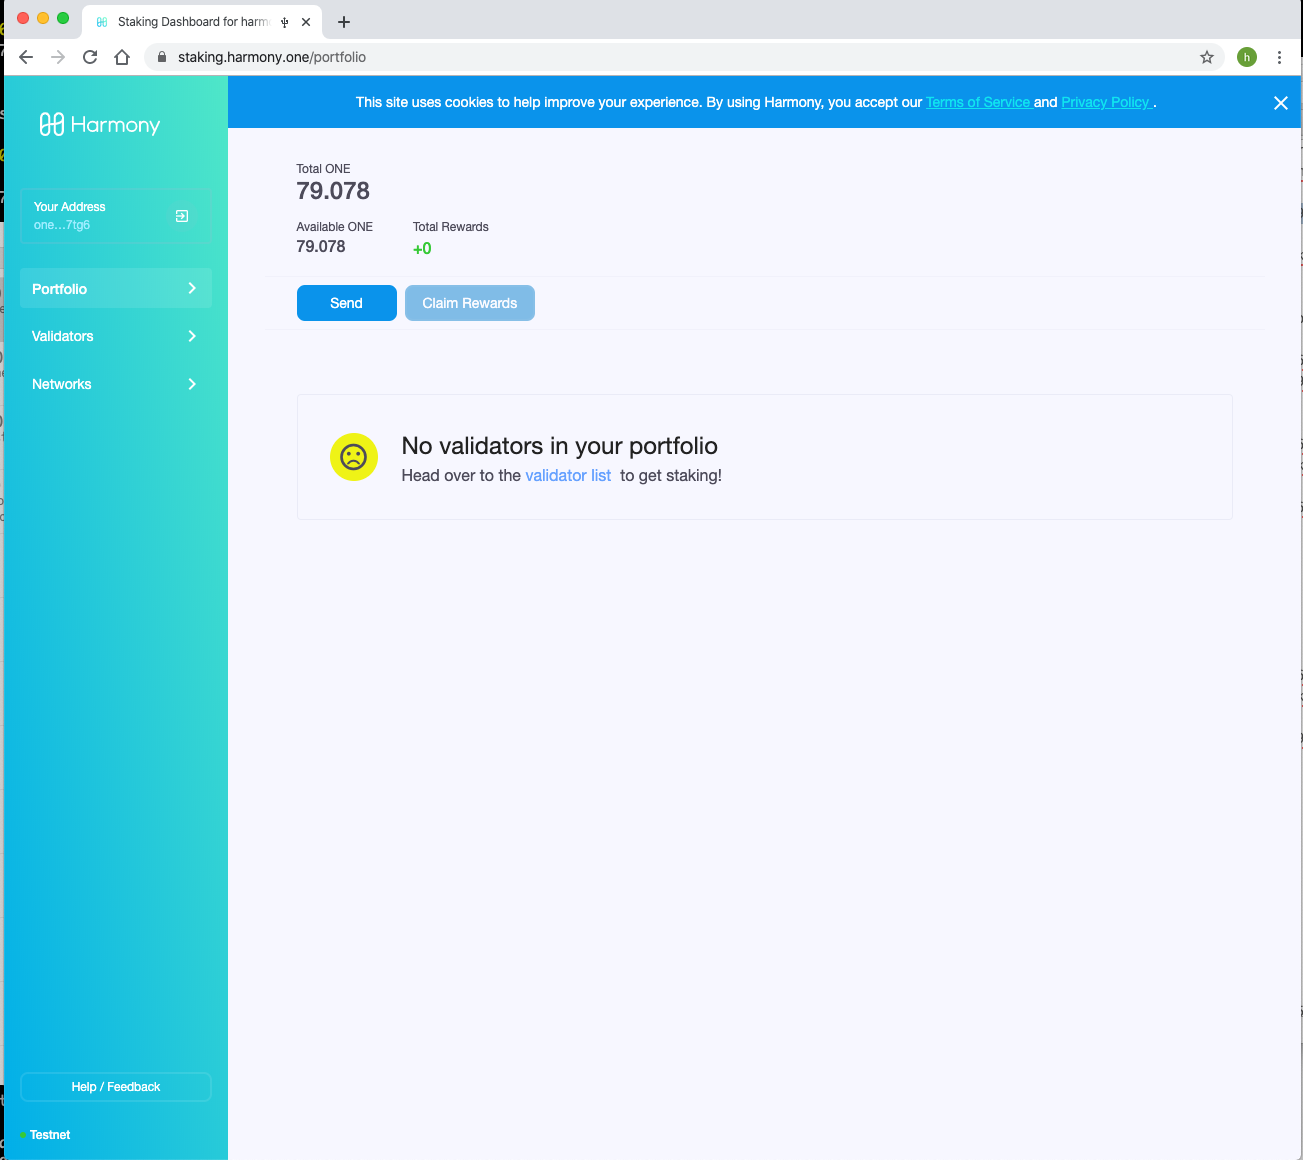 Staking Dashboard for harm
staking.harmony.one/portfolio
h
Harmony
This site uses cookies to help improve your experience. By using Harmony, you accept our Terms of Service and Privacy Policy .
Your Address
one...7tg6
Portfolio
Validators
Networks
Total ONE
79.078
Available ONE
79.078
Total Rewards
+0
Send
Claim Rewards
No validators in your portfolio
Head over to the validator list to get staking!
Help / Feedback
Testnet